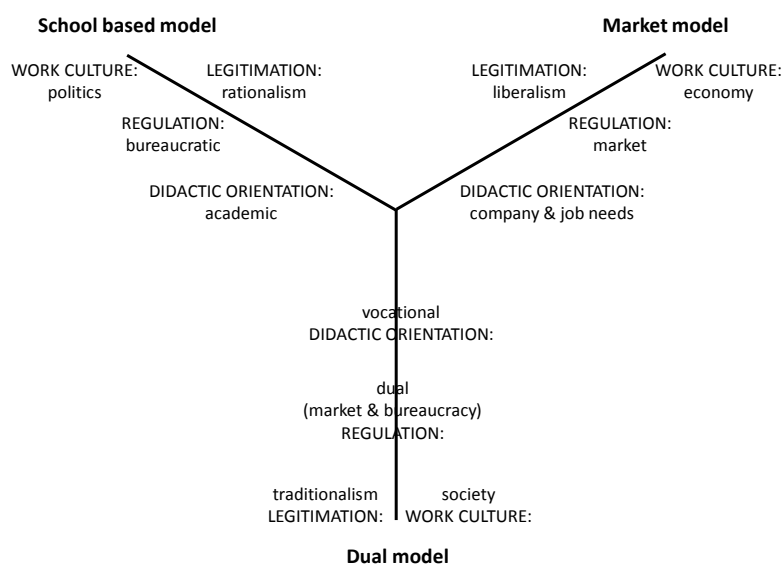 School based model
Market model
WORK CULTURE:
politics
LEGITIMATION:
rationalism
LEGITIMATION:
liberalism
WORK CULTURE:
economy
REGULATION:
bureaucratic
REGULATION:
market
DIDACTIC ORIENTATION:
academic
DIDACTIC ORIENTATION:
company & job needs
vocational
DIDACTIC ORIENTATION:
dual
(market & bureaucracy)
REGULATION:
traditionalism
LEGITIMATION:
society
WORK CULTURE:
Dual model